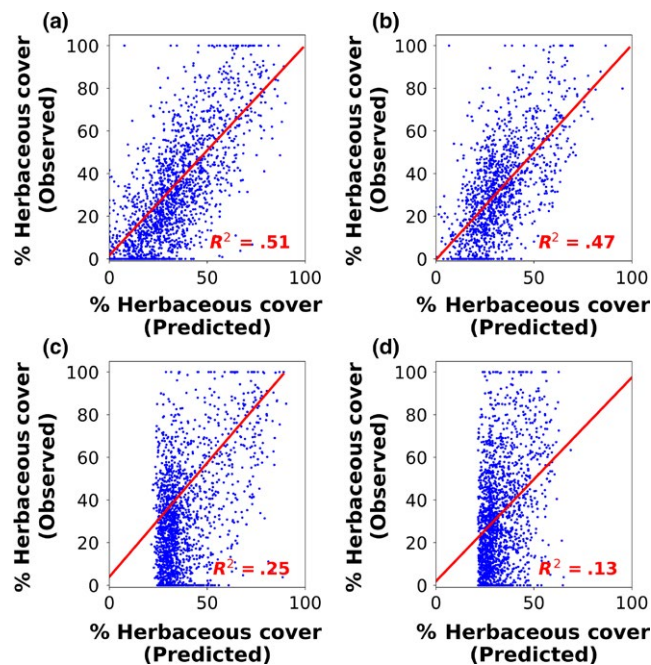 (a)
100
80
60
40
20
0
% Herbaceous cover
(Observed)
R² = .51
0 50 100
% Herbaceous cover
(Predicted)
(b)
100
80
60
40
20
0
% Herbaceous cover
(Observed)
R² = .47
0 50 100
% Herbaceous cover
(Predicted)
(c)
100
80
60
40
20
0
% Herbaceous cover
(Observed)
R² = .25
0 50 100
% Herbaceous cover
(Predicted)
(d)
100
80
60
40
20
0
% Herbaceous cover
(Observed)
R² = .13
0 50 100
% Herbaceous cover
(Predicted)